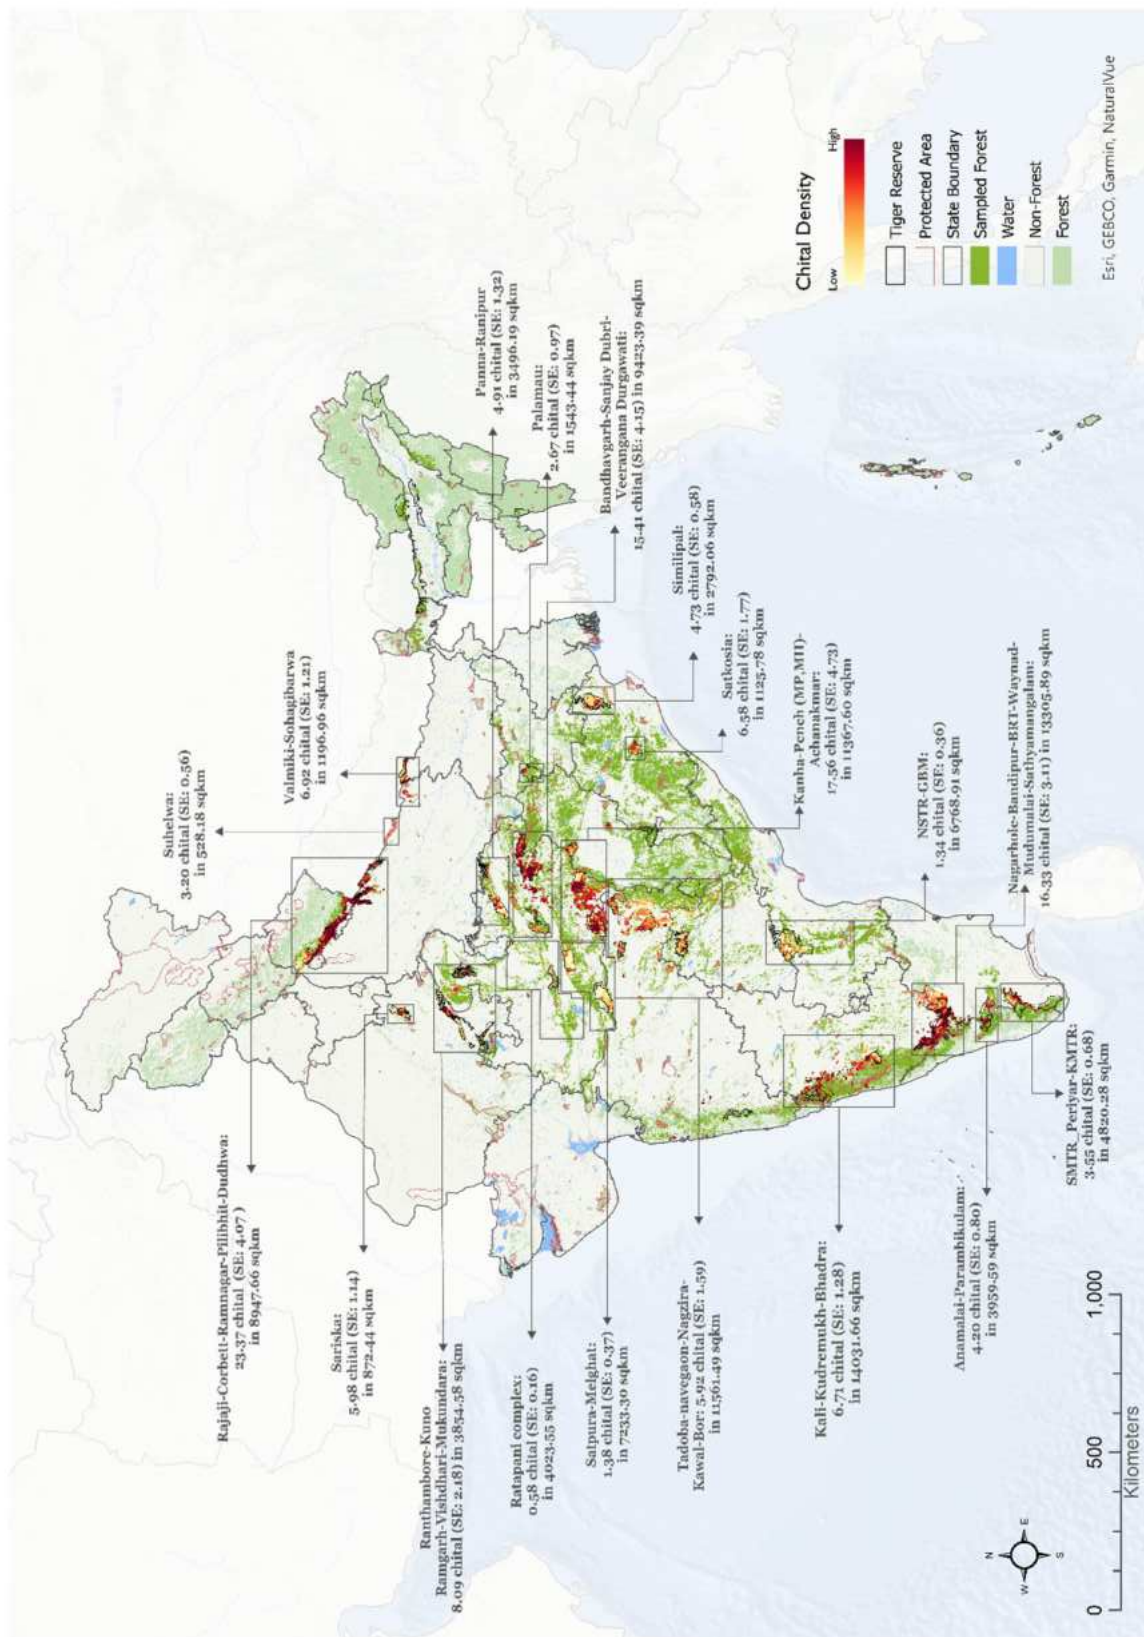 Suhelwa:
3.20 chital (SE: 0.56)
in 528.18 sqkm
Valmiki-Sohagibarwa
6.92 chital (SE: 1.21)
in 1196.96 sqkm
Panna-Ranipur
4.91 chital (SE: 1.32)
in 3496.19 sqkm
Palamau:
2.67 chital (SE: 0.97)
in 1543.44 sqkm
Bandhavgarh-Sanjay Dubri-
Veerangana Durgawati:
15.41 chital (SE: 4.15) in 9423.39 sqkm
Similipal:
4.73 chital (SE: 0.58)
in 2792.06 sqkm
Satkosia:
6.58 chital (SE: 1.77)
in 1125.78 sqkm
Kanha-Pench (MP,MH)-
Achanakmar:
17.56 chital (SE: 4.73)
in 11367.60 sqkm
NSTR-GBM:
1.34 chital (SE: 0.36)
in 6768.91 sqkm
Nagarhole-Bandipur-BRT-Waynad-
Mudumalai-Sathyamangalam:
16.33 chital (SE: 3.11) in 13305.89 sqkm
Rajaji-Corbett-Ramnagar-Pilibhit-Dudhwa:
23.37 chital (SE: 4.07 )
in 8947.66 sqkm
Sariska:
5.98 chital (SE: 1.14)
in 872.44 sqkm
Ranthambore-Kuno
Ramgarh-Vishdhari-Mukundara:
8.09 chital (SE: 2.18) in 3854.58 sqkm
Ratapani complex:
0.58 chital (SE: 0.16)
in 4023.55 sqkm
Satpura-Melghat:
1.38 chital (SE: 0.37)
in 7233.30 sqkm
Tadoba-navegaon-Nagzira-
Kawal-Bor: 5.92 chital (SE: 1.59)
in 11561.49 sqkm
Kali-Kudremukh-Bhadra:
6.71 chital (SE: 1.28)
in 14031.66 sqkm
Anamalai-Parambikulam:
4.20 chital (SE: 0.80)
in 3959.59 sqkm
SMTR_Periyar-KMTR:
3.55 chital (SE: 0.68)
in 4820.28 sqkm
Chital Density
Low High
Tiger Reserve
Protected Area
State Boundary
Sampled Forest
Water
Non-Forest
Forest
Esri, GEBCO, Garmin, NaturalVue
N
W E
S
0 500 1,000
Kilometers